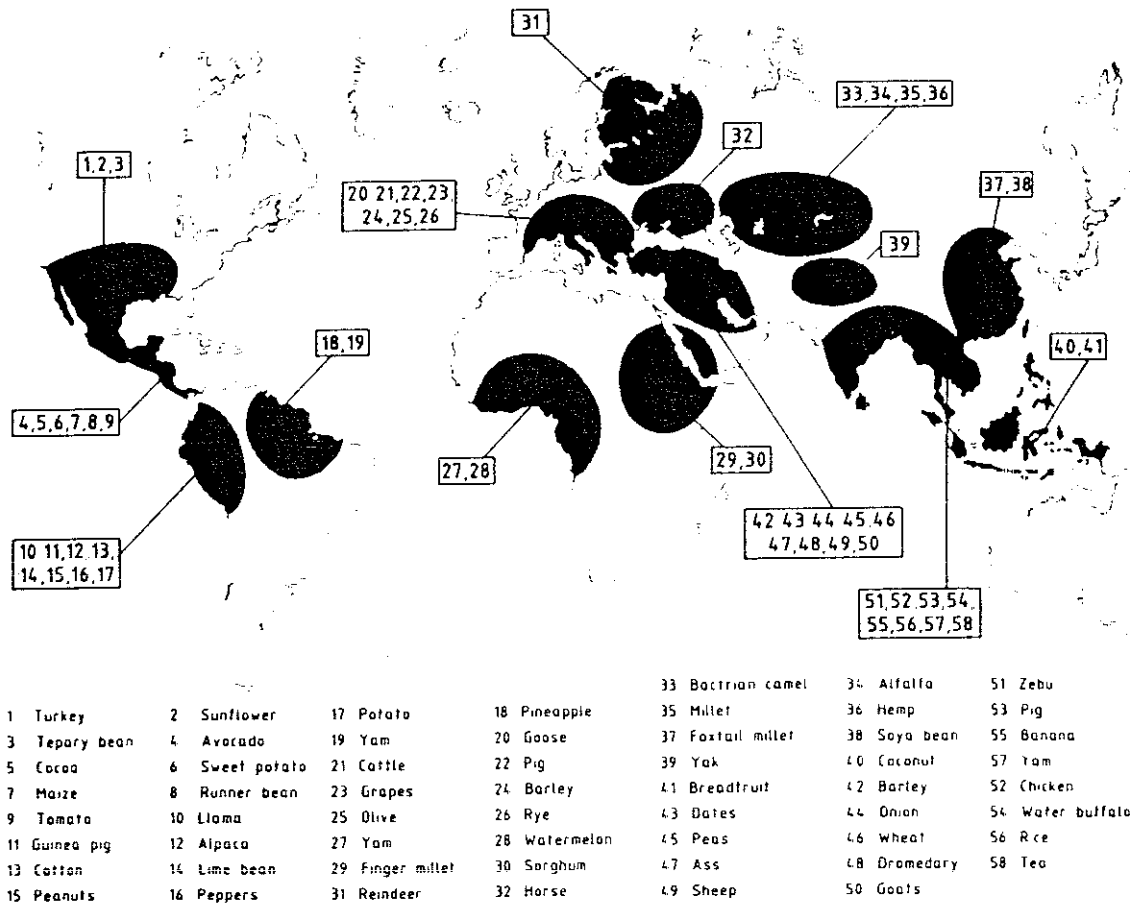 31
33,34,35,36
32
1,2,3
20 21,22,23,
24,25,26
37,38
39
18,19
40,41
4,5,6,7,8,9
27,28
29,30
42 43 44 45,46
47,48,49,50
10 11,12 13,
14,15,16,17
51,52,53,54,
55,56,57,58
33 Bactrian camel 34 Alfalfa 51 Zebu
1 Turkey 2 Sunflower 17 Potato 18 Pineapple 35 Millet 36 Hemp 53 Pig
3 Tepary bean 4 Avocado 19 Yam 20 Goose 37 Foxtail millet 38 Soya bean 55 Banana
5 Cocoa 6 Sweet potato 21 Cattle 22 Pig 39 Yak 40 Coconut 57 Yam
7 Maize 8 Runner bean 23 Grapes 24 Barley 41 Breadfruit 42 Barley 52 Chicken
9 Tomato 10 Llama 25 Olive 26 Rye 43 Dates 44 Onion 54 Water buffalo
11 Guinea pig 12 Alpaca 27 Yam 28 Watermelon 45 Peas 46 Wheat 56 Rice
13 Cotton 14 Lime bean 29 Finger millet 30 Sorghum 47 Ass 48 Dromedary 58 Tea
15 Peanuts 16 Peppers 31 Reindeer 32 Horse 49 Sheep 50 Goats